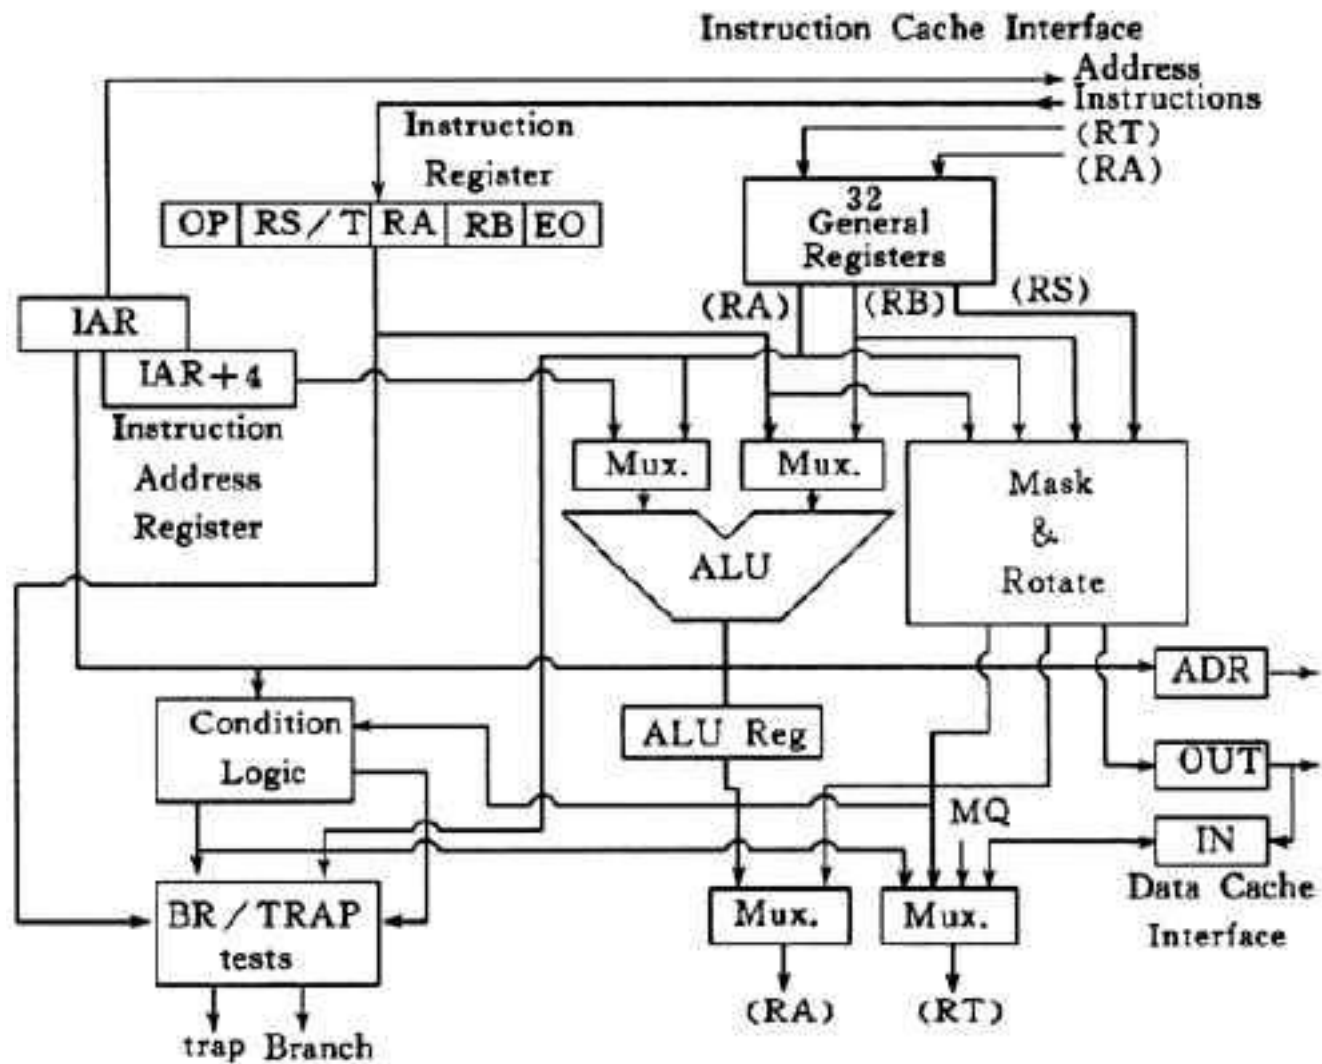 Instruction Cache Interface
Address
Instructions
(RT)
(RA)
Instruction
Register
OP RS/T RA RB EO
32
General
Registers
(RA) (RB) (RS)
IAR
IAR+4
Instruction
Address
Register
Mux. Mux.
Mask
&
Rotate
ALU
ADR
Condition
Logic
ALU Reg
OUT
MQ
IN
Data Cache
Interface
BR/TRAP
tests
Mux. Mux.
(RA) (RT)
trap Branch